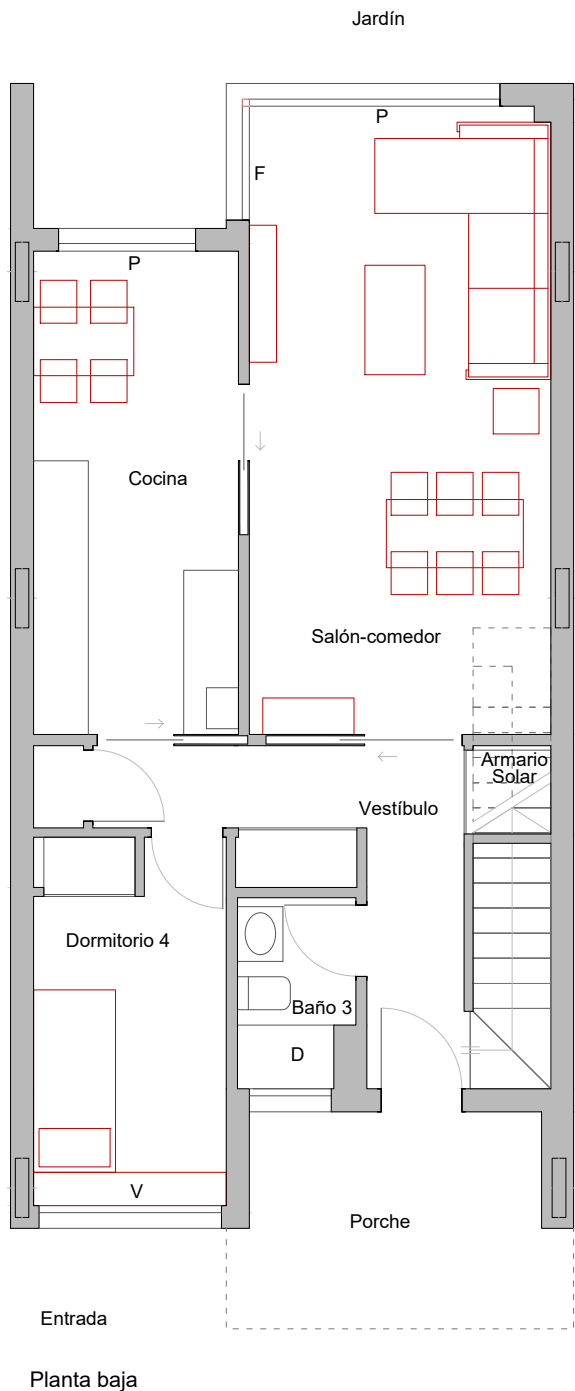 Jardín
P
F
P
Cocina
Salón-comedor
Armario
Solar
Vestíbulo
Dormitorio 4
Baño 3
D
V
Porche
Entrada
Planta baja